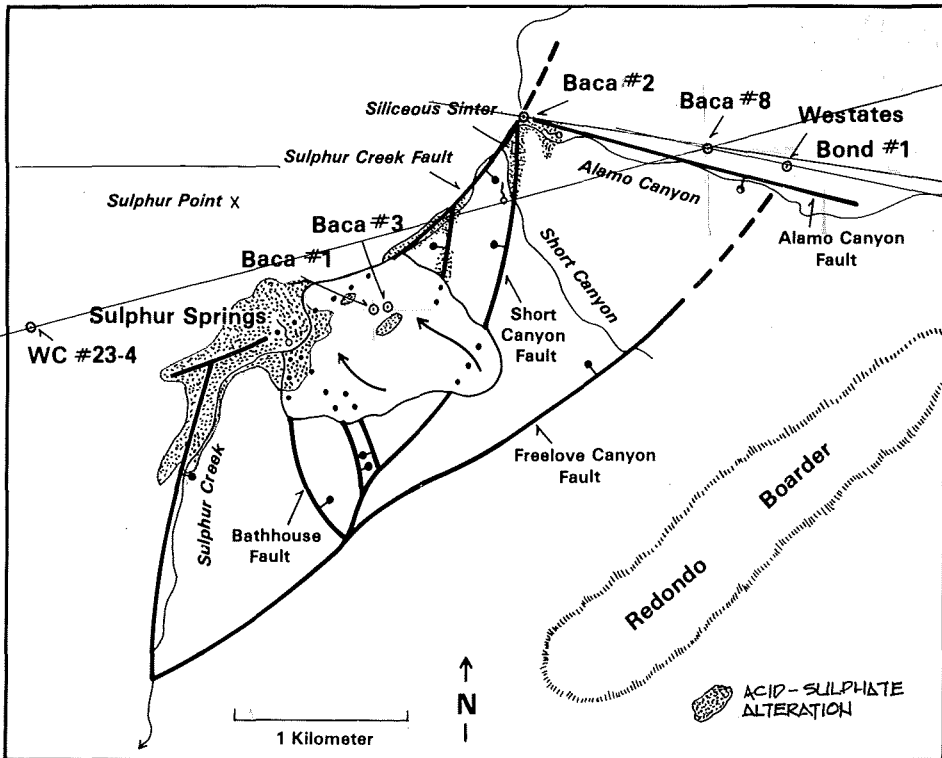 Baca #2
Siliceous Sinter
Baca #8
Westates
Bond #1
Sulphur Creek Fault
Alamo Canyon
Sulphur Point x
Baca #3
Alamo Canyon
Fault
Baca #1
Short Canyon
Sulphur Springs
Short
Canyon
Fault
WC #23-4
Boarder
Freelove Canyon
Fault
Sulphur Creek
Bathhouse
Fault
Redondo
N
ACID-SULPHATE
ALTERATION
1 Kilometer